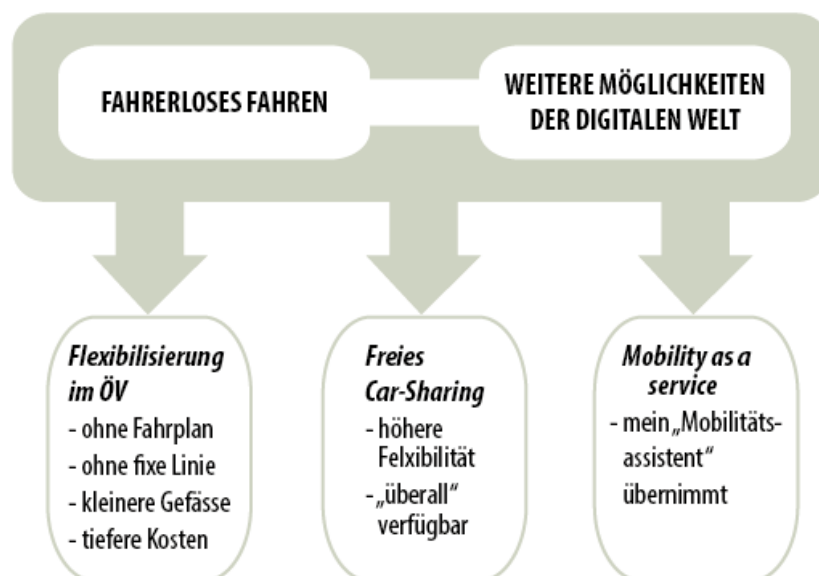 FAHRERLOSES FAHREN
WEITERE MÖGLICHKEITEN
DER DIGITALEN WELT
Flexibilisierung
im ÖV
- ohne Fahrplan
- ohne fixe Linie
- kleinere Gefässe
- tiefere Kosten
Freies
Car-Sharing
- höhere
Felxibilität
- „überall“
verfügbar
Mobility as a
service
- mein „Mobilitäts-
assistent“
übernimmt